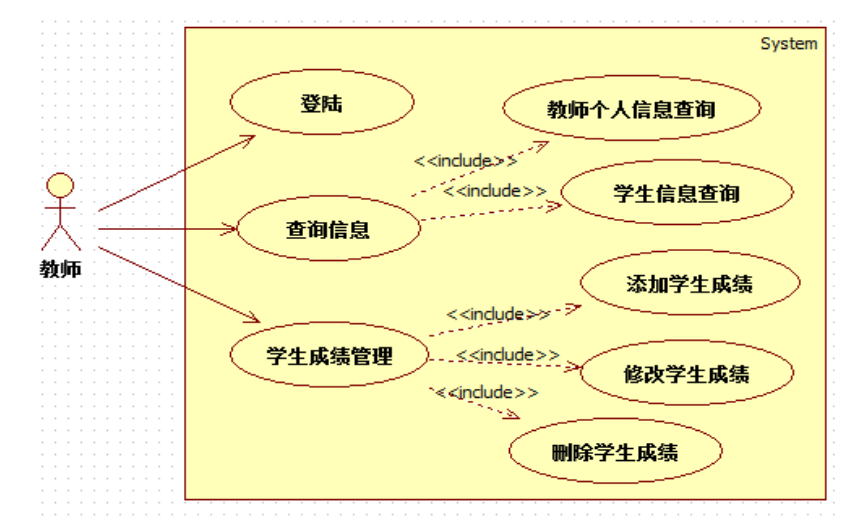 System
登陆
教师个人信息查询
<<include>>
<<include>>
学生信息查询
查询信息
教师
添加学生成绩
<<include>>
学生成绩管理
<<include>>
修改学生成绩
<<include>>
删除学生成绩